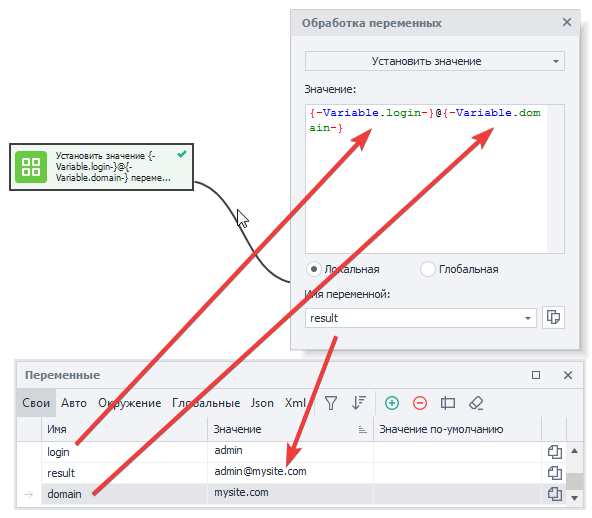 Обработка переменных
Установить значение
Значение:
{-Variable.login-}@{-Variable.dom
ain-}
Установить значение {-
Variable.login-}@{-
Variable.domain-} переме...
Локальная
Глобальная
Имя переменной:
result
Переменные
Свои Авто Окружение Глобальные Json Xml
Имя Значение Значение по-умолчанию
login admin
result admin@mysite.com
domain mysite.com